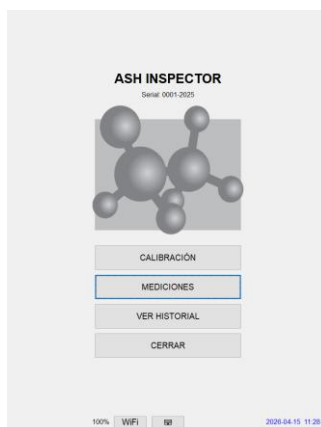 ASH INSPECTOR
Serial: 0001-2025
CALIBRACIÓN
MEDICIONES
VER HISTORIAL
CERRAR
100% WiFi
2026-04-15 11:28